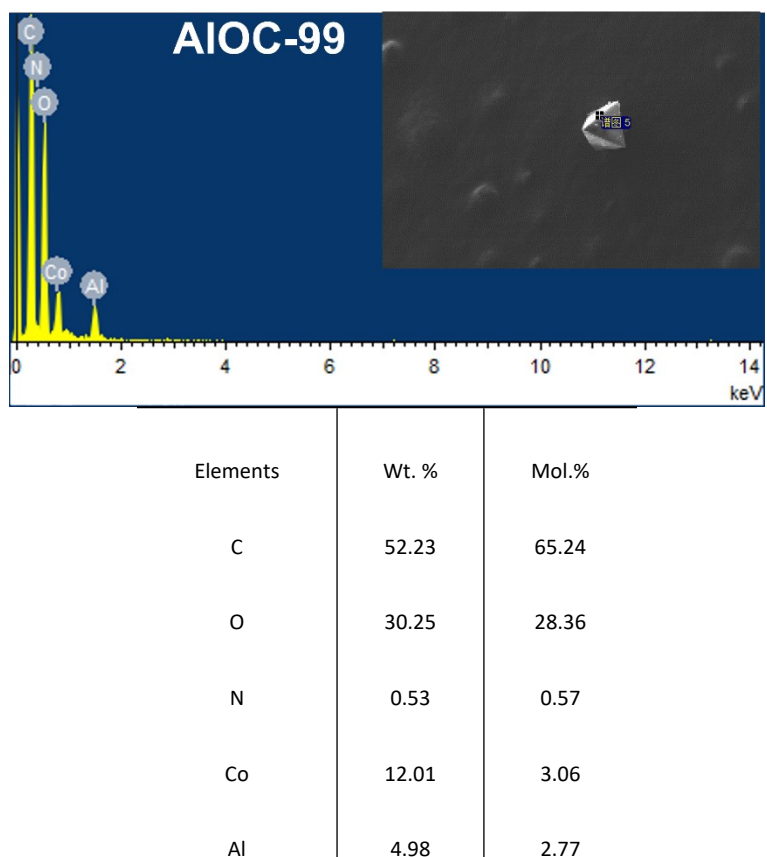 AlOC-99
C
N
O
Co
Al
谱图 5
0 2 4 6 8 10 12 14
keV
Elements Wt. % Mol.%
C 52.23 65.24
O 30.25 28.36
N 0.53 0.57
Co 12.01 3.06
Al 4.98 2.77